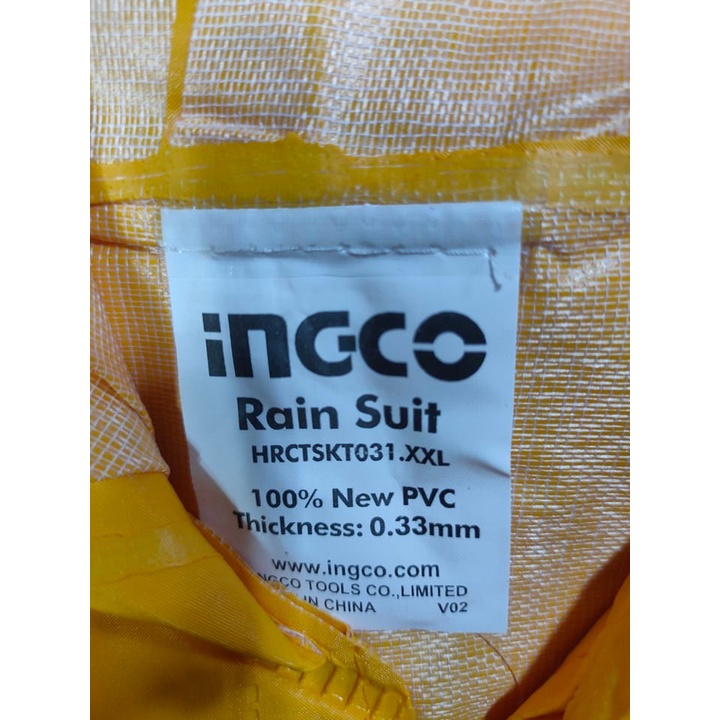 INGCO
Rain Suit
HRCTSKT031.XXL
100% New PVC
Thickness: 0.33mm
www.ingco.com
TOOLS CO.,LIMITED
IN CHINA V02